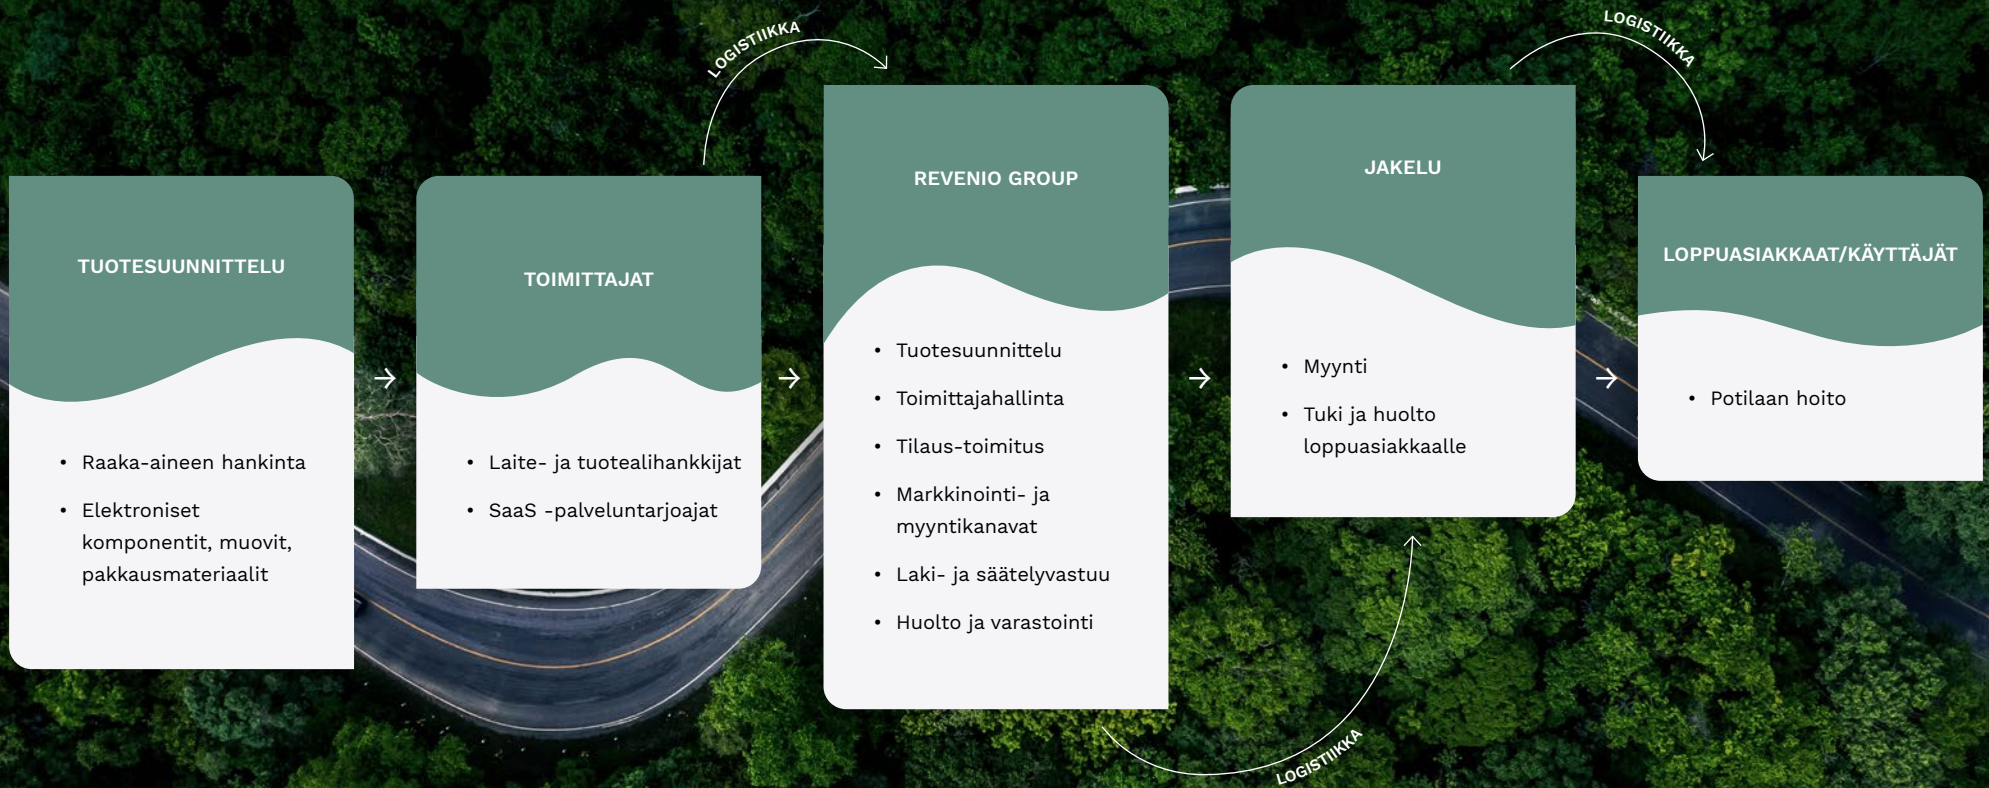 LOGISTIIKKA
LOGISTIIKKA
TUOTESUUNNITTELU
• Raaka-aineen hankinta
• Elektroniset
komponentit, muovit,
pakkausmateriaalit
TOIMITTAJAT
• Laite- ja tuotealihankkijat
• SaaS -palveluntarjoajat
REVENIO GROUP
• Tuotesuunnittelu
• Toimittajahallinta
• Tilaus-toimitus
• Markkinointi- ja
myyntikanavat
• Laki- ja säätelyvastuu
• Huolto ja varastointi
JAKELU
• Myynti
• Tuki ja huolto
loppuasiakkaalle
LOPPUASIAKKAAT/KÄYTTÄJÄT
• Potilaan hoito
LOGISTIIKKA